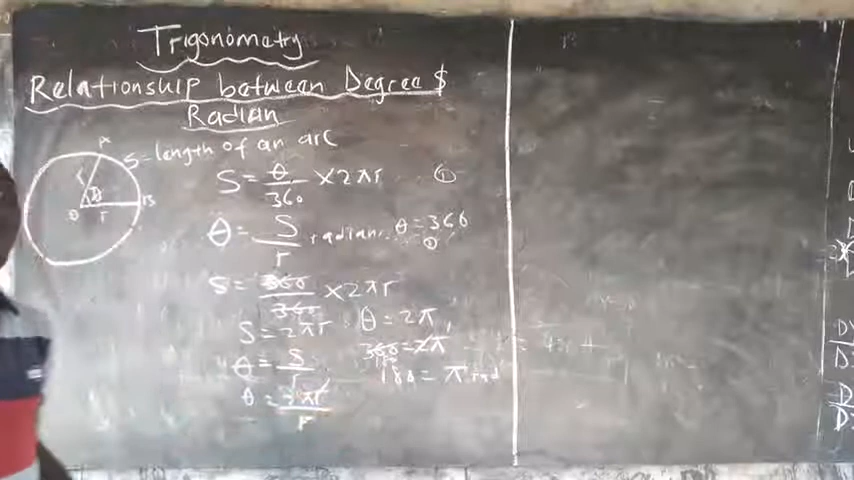 Trigonometry
Relationship between Degree $
Radian
S = length of an arc
A
r θ
O r B
S = θ/360 × 2πr ①
θ = S/r radian... θ = 360
S = 360/360 × 2πr
S = 2πr θ = 2π
θ = S/r 360 = 2π
180 = π rad
θ = 2πr/r